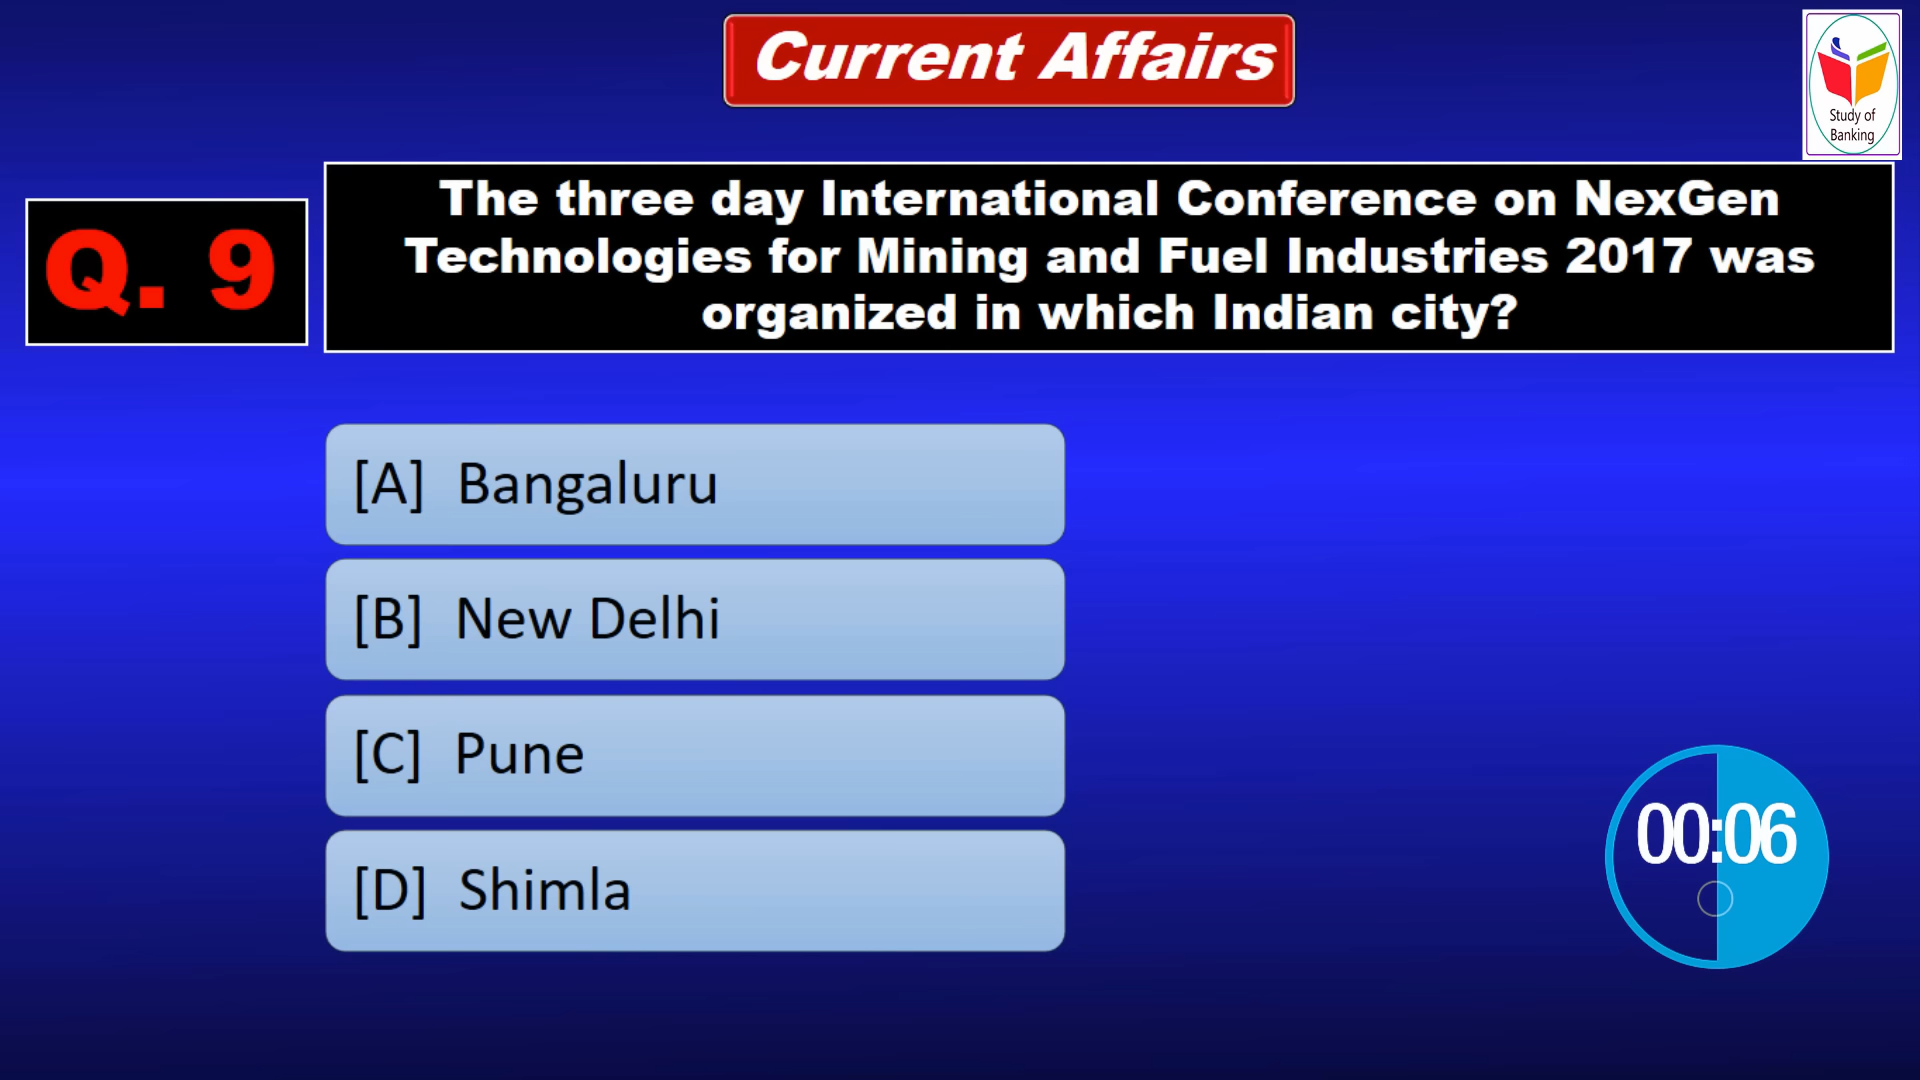 Current Affairs
Study of
Banking
Q. 9
The three day International Conference on NexGen
Technologies for Mining and Fuel Industries 2017 was
organized in which Indian city?
[A] Bangaluru
[B] New Delhi
[C] Pune
[D] Shimla
00:06